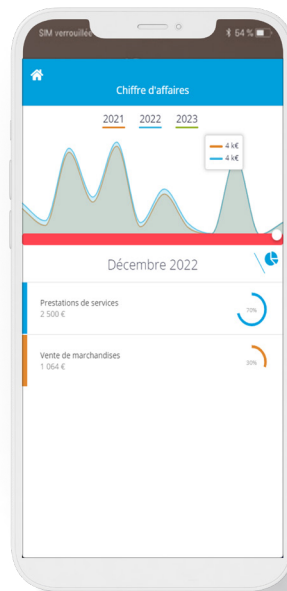 SIM verrouillée
54 %
Chiffre d'affaires
2021 2022 2023
4 k€
4 k€
Décembre 2022
Prestations de services
2 500 €
70%
Vente de marchandises
1 064 €
30%